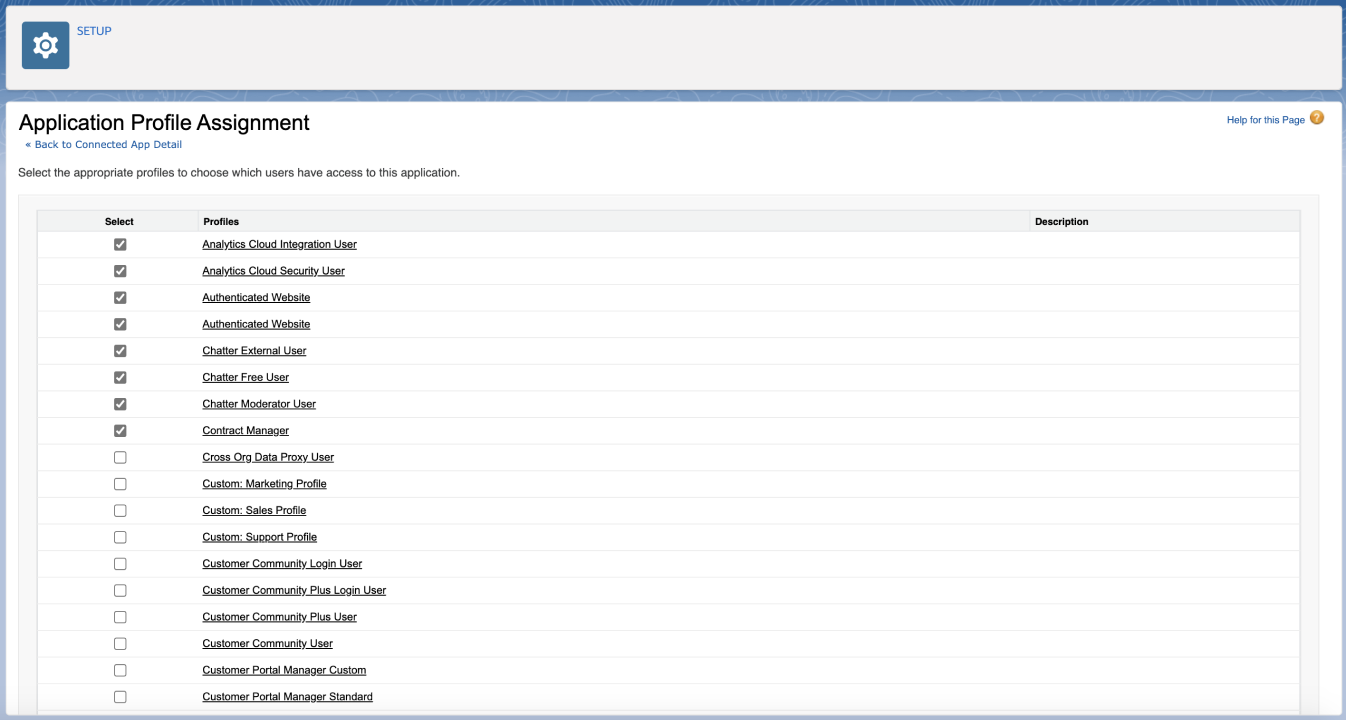 SETUP
Application Profile Assignment
Help for this Page ?
« Back to Connected App Detail
Select the appropriate profiles to choose which users have access to this application.
Select Profiles Description
Analytics Cloud Integration User
Analytics Cloud Security User
Authenticated Website
Authenticated Website
Chatter External User
Chatter Free User
Chatter Moderator User
Contract Manager
Cross Org Data Proxy User
Custom: Marketing Profile
Custom: Sales Profile
Custom: Support Profile
Customer Community Login User
Customer Community Plus Login User
Customer Community Plus User
Customer Community User
Customer Portal Manager Custom
Customer Portal Manager Standard